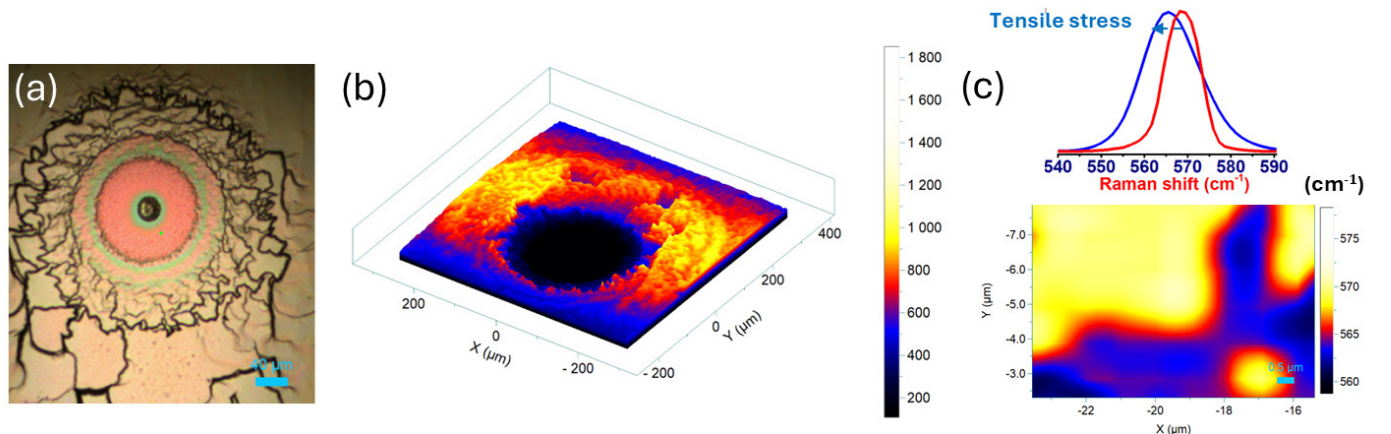 (a)
40 µm
(b)
200
0
- 200
X (µm)
- 200
0
200
400
Y (µm)
1 800
1 600
1 400
1 200
1 000
800
600
400
200
(c)
Tensile stress
540 550 560 570 580 590
Raman shift (cm⁻¹)
(cm⁻¹)
-7.0
-6.0
-5.0
-4.0
-3.0
Y (µm)
0,5 µm
-22 -20 -18 -16
X (µm)
575
570
565
560